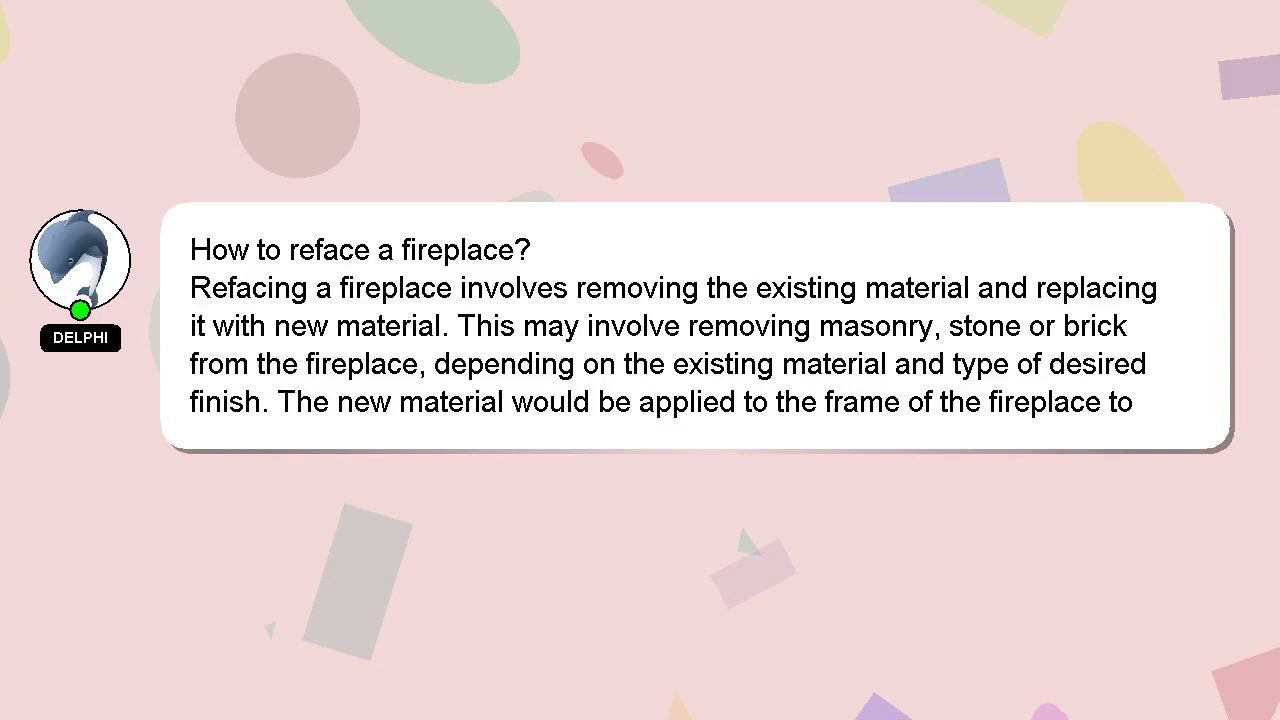 How to reface a fireplace?
Refacing a fireplace involves removing the existing material and replacing
it with new material. This may involve removing masonry, stone or brick
from the fireplace, depending on the existing material and type of desired
finish. The new material would be applied to the frame of the fireplace to
DELPHI